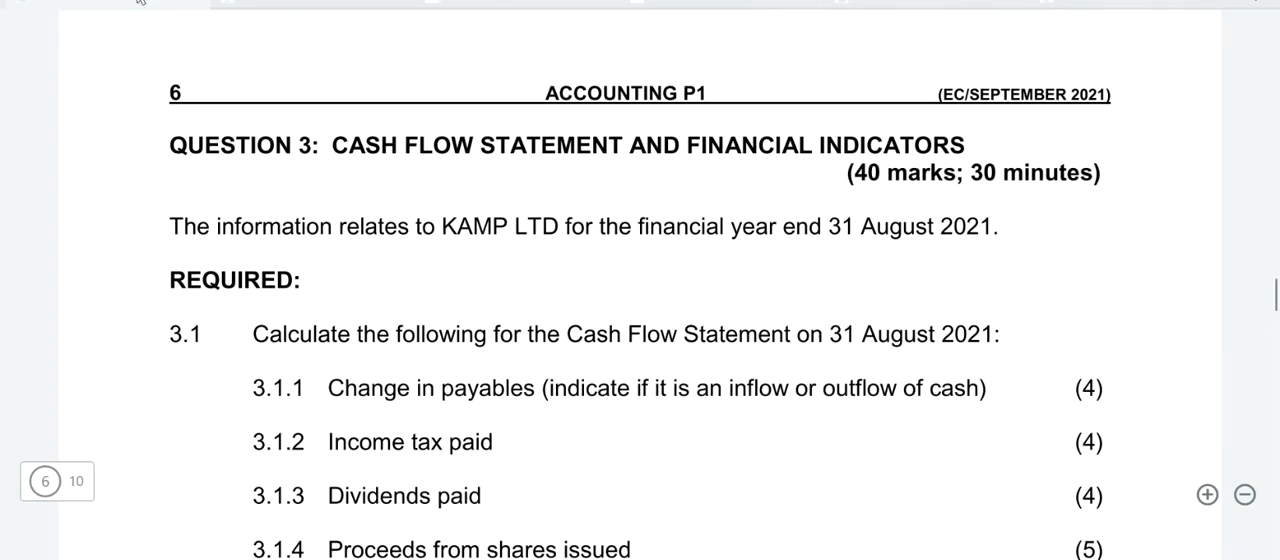 6 ACCOUNTING P1 (EC/SEPTEMBER 2021)
QUESTION 3: CASH FLOW STATEMENT AND FINANCIAL INDICATORS
(40 marks; 30 minutes)
The information relates to KAMP LTD for the financial year end 31 August 2021.
REQUIRED:
3.1 Calculate the following for the Cash Flow Statement on 31 August 2021:
3.1.1 Change in payables (indicate if it is an inflow or outflow of cash) (4)
3.1.2 Income tax paid (4)
6 10
3.1.3 Dividends paid (4)
3.1.4 Proceeds from shares issued (5)